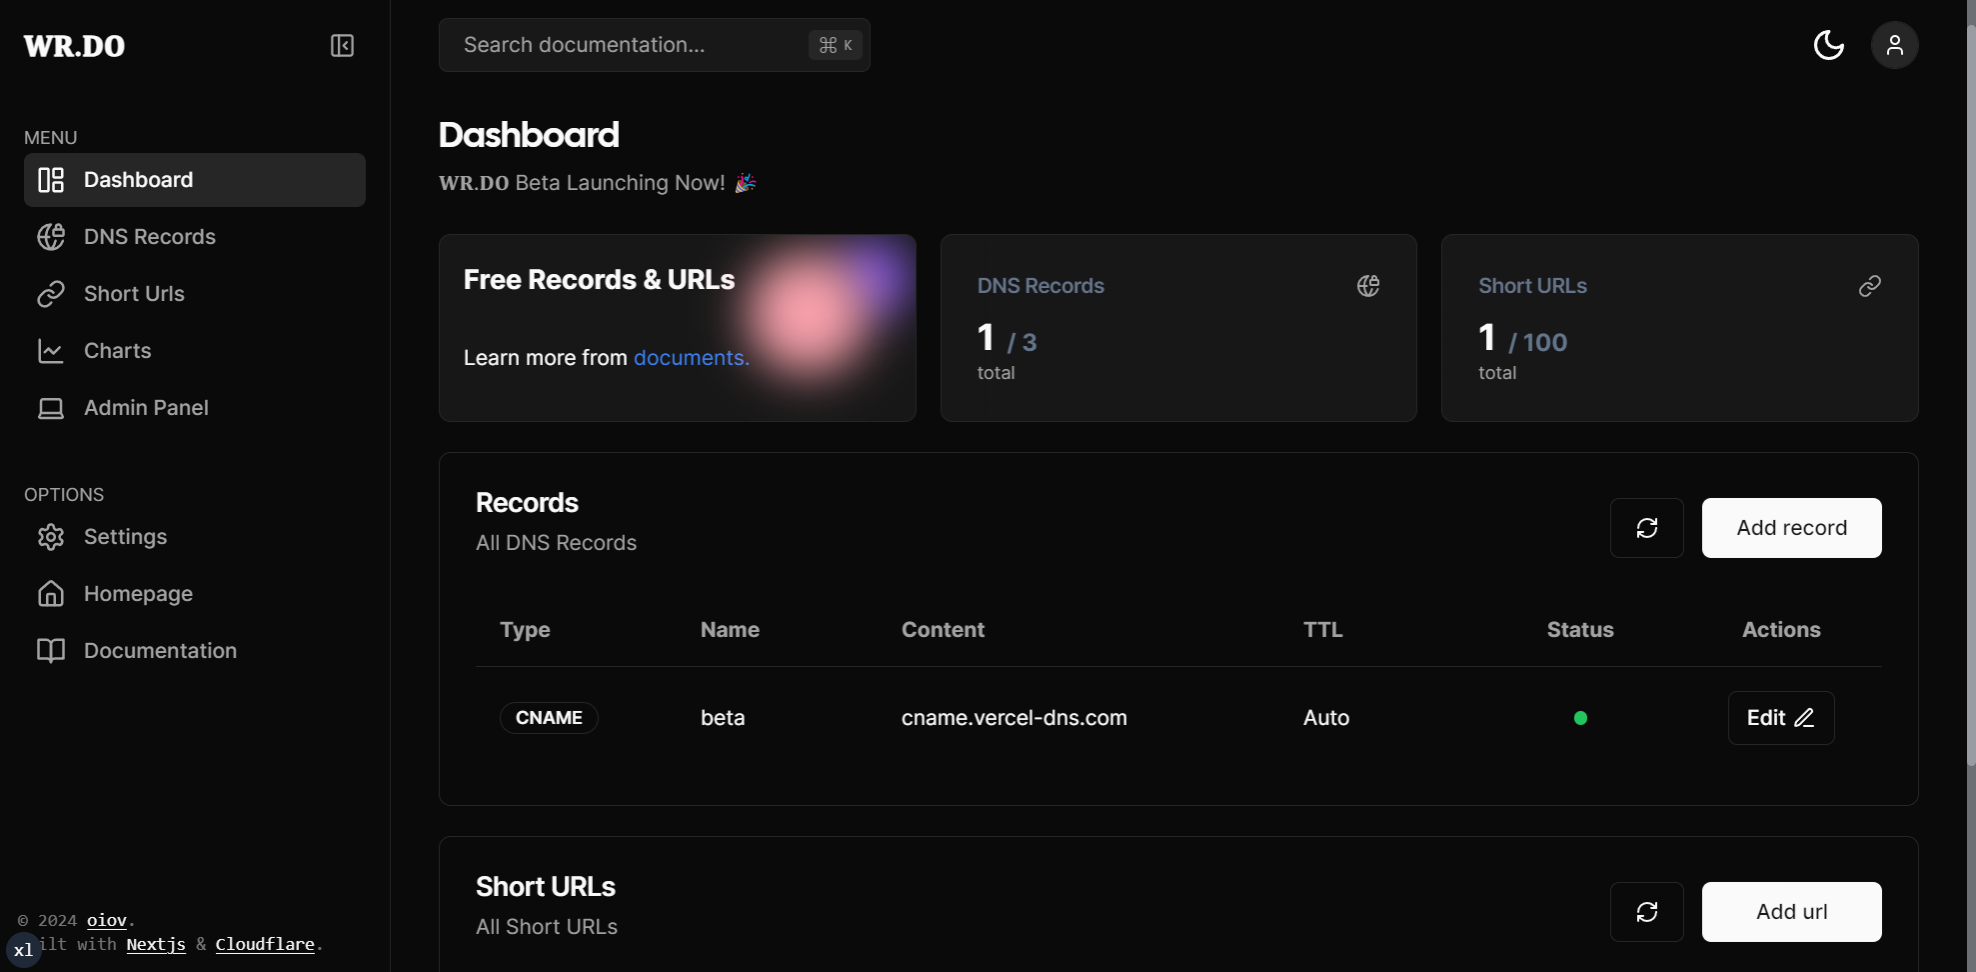 WR.DO
Search documentation...
⌘ K
MENU
Dashboard
DNS Records
Short Urls
Charts
Admin Panel
OPTIONS
Settings
Homepage
Documentation
© 2024 oiov.
ilt with Nextjs & Cloudflare.
xl
Dashboard
WR.DO Beta Launching Now! 🎉
Free Records & URLs
Learn more from documents.
DNS Records
1 / 3
total
Short URLs
1 / 100
total
Records
All DNS Records
Add record
Type Name Content TTL Status Actions
CNAME beta cname.vercel-dns.com Auto Edit
Short URLs
All Short URLs
Add url